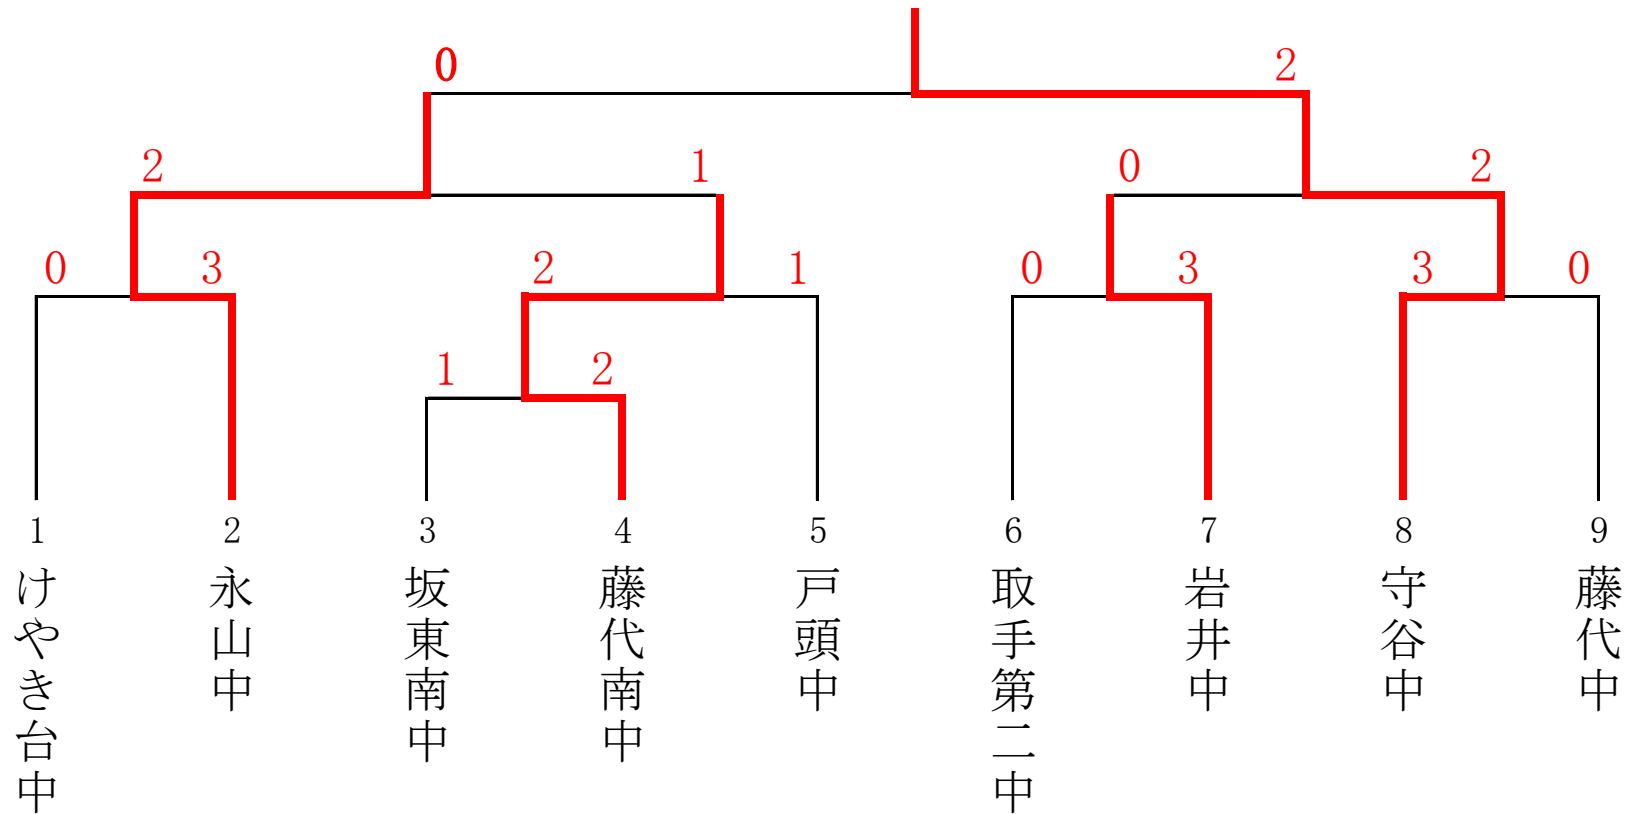 0 2
2 1 0 2
0 3 2 1 0 3 3 0
1 2
1 2 3 4 5 6 7 8 9
けやき台中
永山中
坂東南中
藤代南中
戸頭中
取手第二中
岩井中
守谷中
藤代中